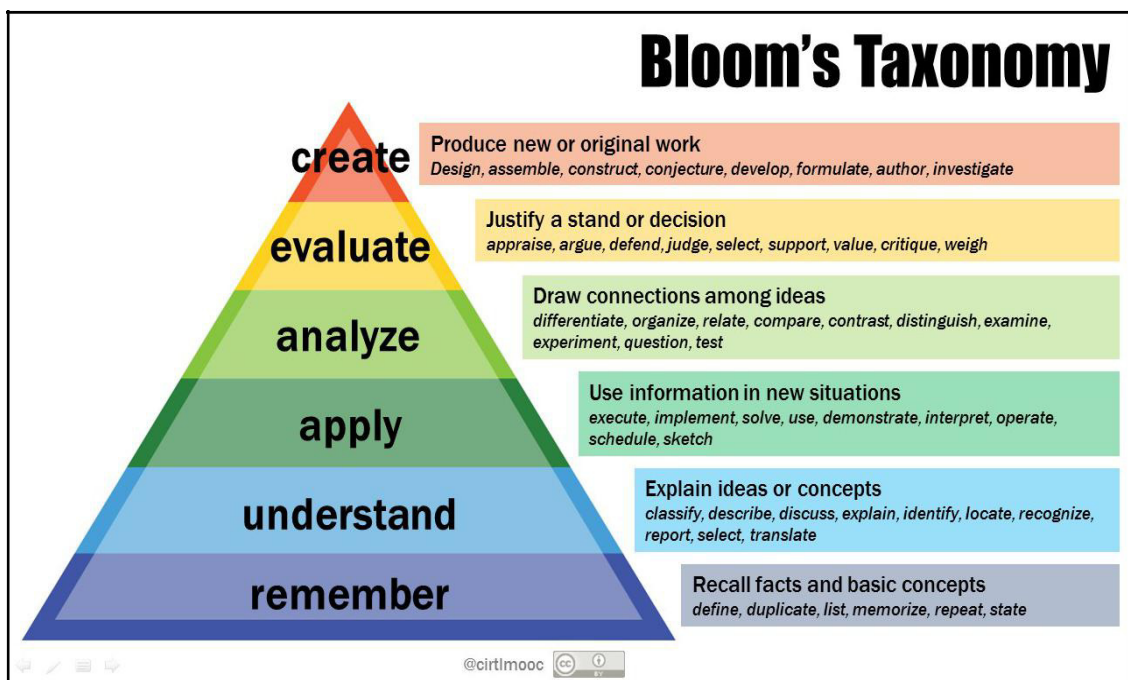 Bloom's Taxonomy
create
Produce new or original work
Design, assemble, construct, conjecture, develop, formulate, author, investigate
evaluate
Justify a stand or decision
appraise, argue, defend, judge, select, support, value, critique, weigh
analyze
Draw connections among ideas
differentiate, organize, relate, compare, contrast, distinguish, examine,
experiment, question, test
apply
Use information in new situations
execute, implement, solve, use, demonstrate, interpret, operate,
schedule, sketch
understand
Explain ideas or concepts
classify, describe, discuss, explain, identify, locate, recognize,
report, select, translate
remember
Recall facts and basic concepts
define, duplicate, list, memorize, repeat, state
@cirtlmooc
cc
BY